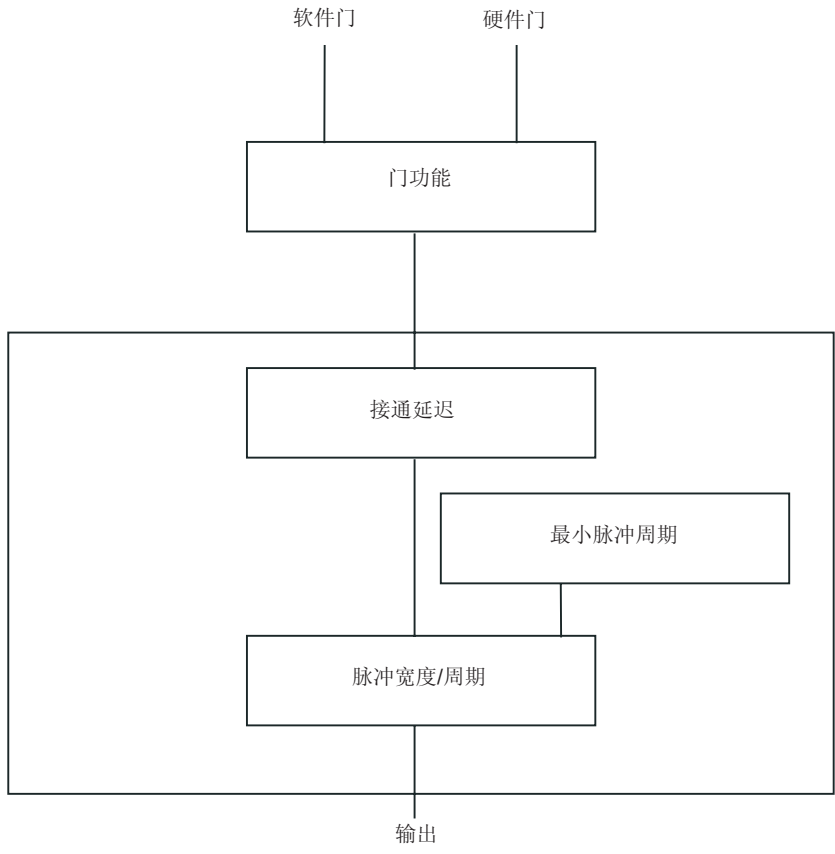 软件门
硬件门
门功能
接通延迟
最小脉冲周期
脉冲宽度/周期
输出